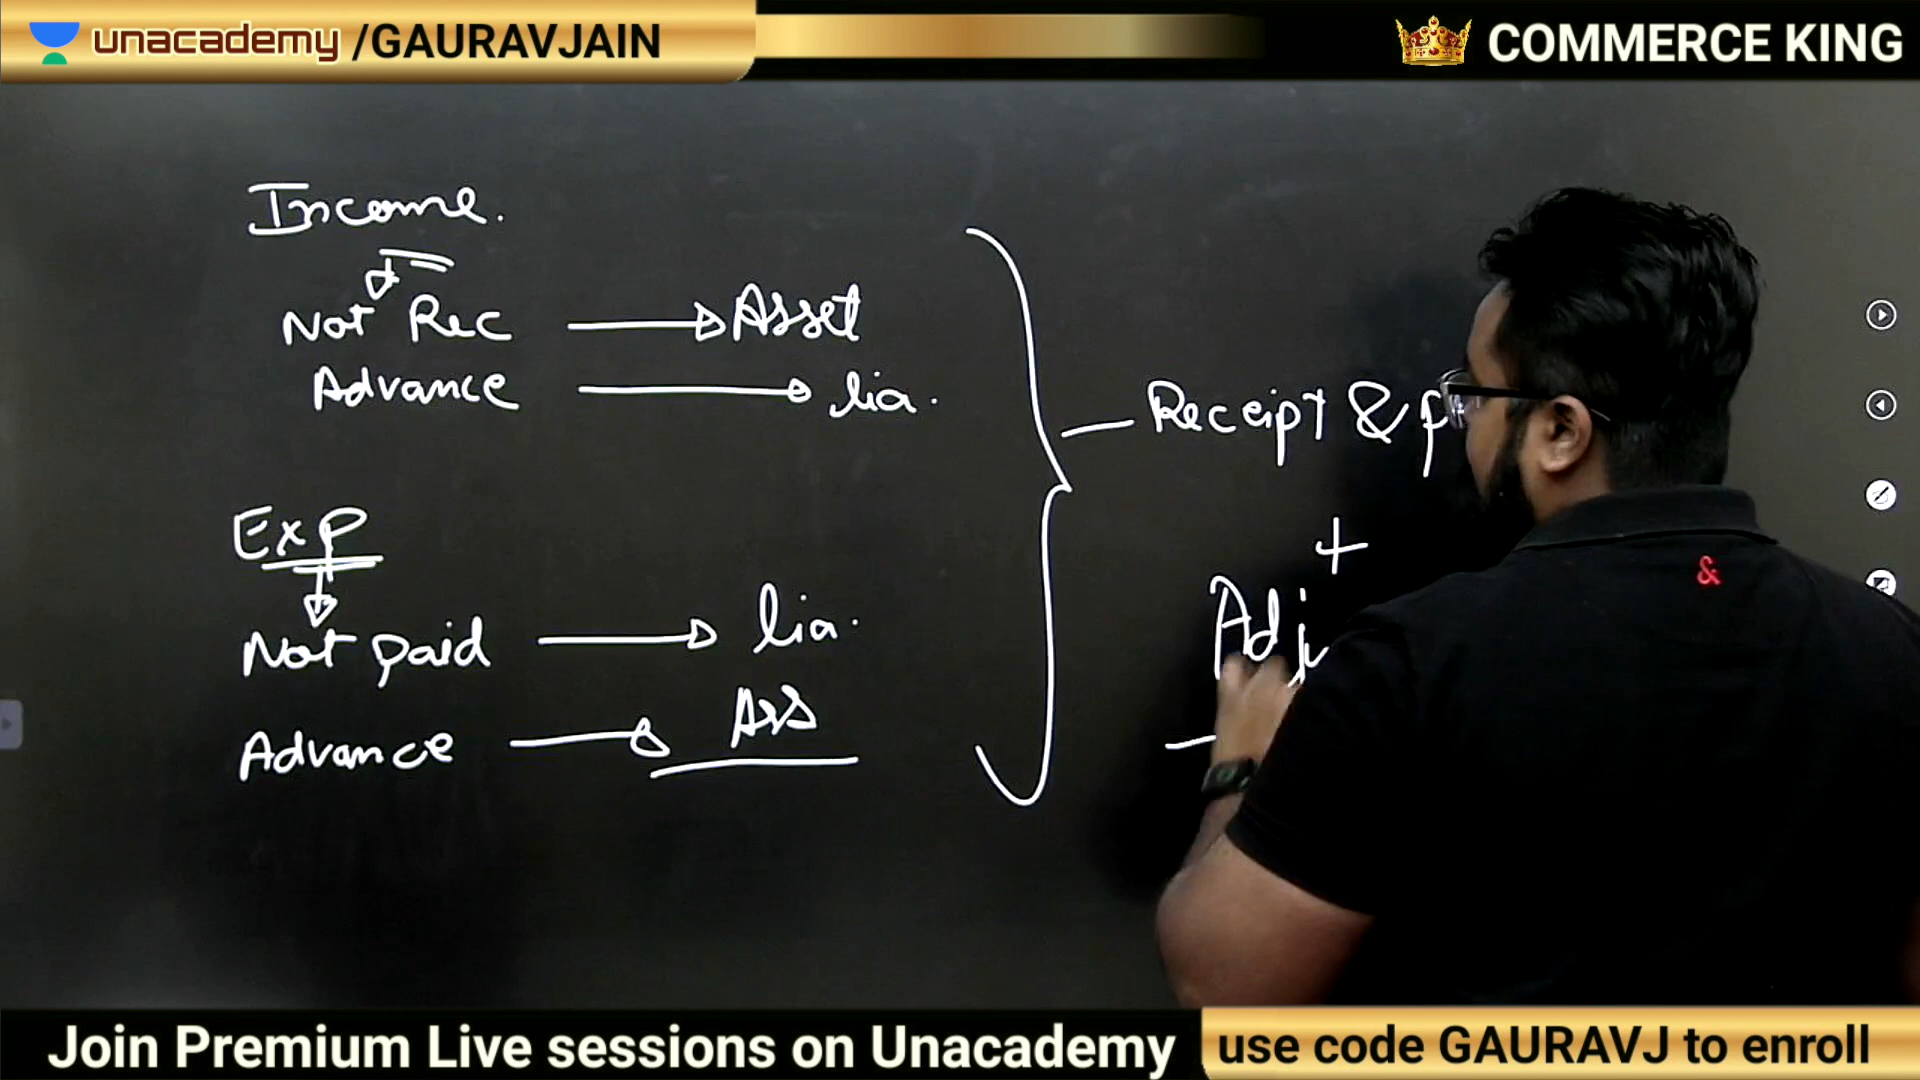 unacademy /GAURAVJAIN
COMMERCE KING
Income.
Not Rec → Asset
Advance → lia.
Exp
Not paid → lia.
Advance → Ass
Receipt & P
+
Adj
&
Join Premium Live sessions on Unacademy
use code GAURAVJ to enroll